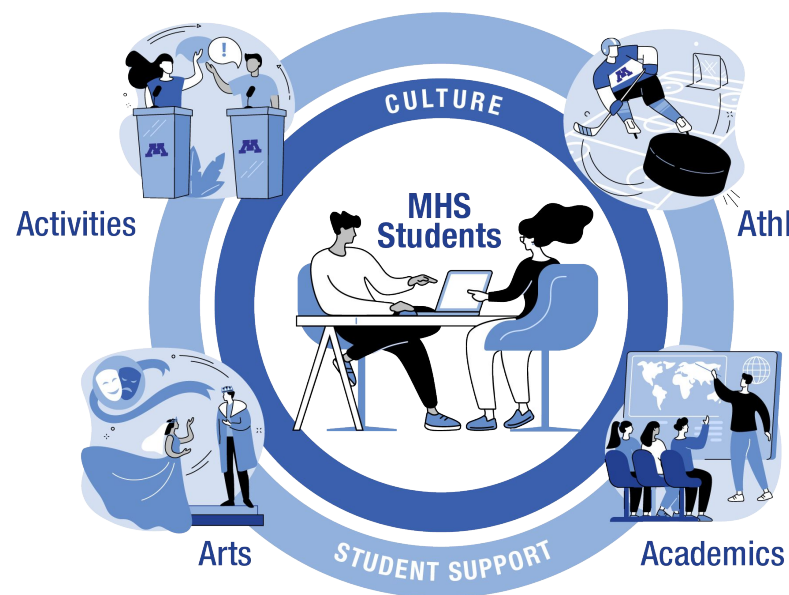 CULTURE
!
M
M
M
MHS
Students
Activities
Athl
Arts
Academics
STUDENT SUPPORT